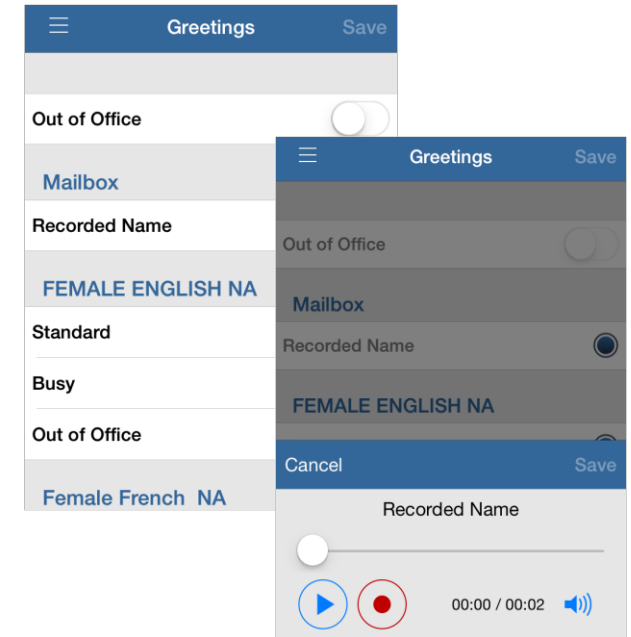 Greetings Save
Out of Office
Mailbox
Recorded Name
FEMALE ENGLISH NA
Standard
Busy
Out of Office
Female French NA
Greetings Save
Out of Office
Mailbox
Recorded Name
FEMALE ENGLISH NA
Cancel Save
Recorded Name
00:00 / 00:02